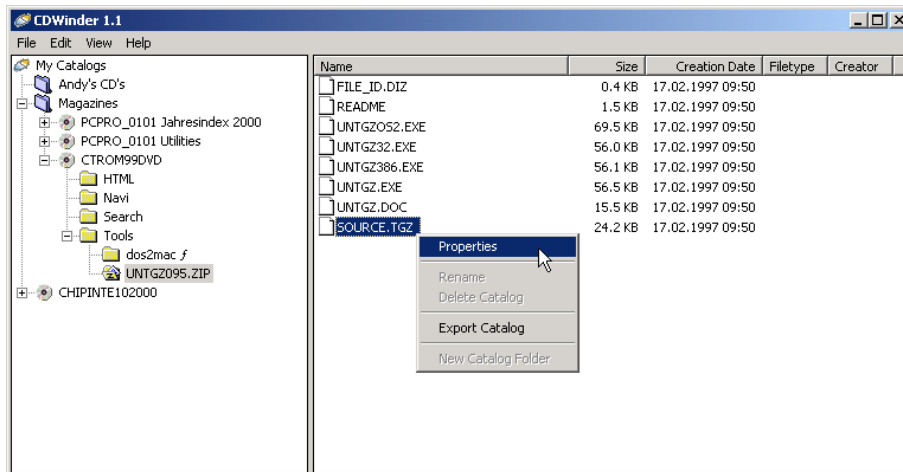 CDWinder 1.1
File Edit View Help
My Catalogs
Andy's CD's
Magazines
PCPRO_0101 Jahresindex 2000
PCPRO_0101 Utilities
CTROM99DVD
HTML
Navi
Search
Tools
dos2mac ƒ
UNTGZ095.ZIP
CHIPINTE102000
Name Size Creation Date Filetype Creator
FILE_ID.DIZ 0.4 KB 17.02.1997 09:50
README 1.5 KB 17.02.1997 09:50
UNTGZOS2.EXE 69.5 KB 17.02.1997 09:50
UNTGZ32.EXE 56.0 KB 17.02.1997 09:50
UNTGZ386.EXE 56.1 KB 17.02.1997 09:50
UNTGZ.EXE 56.5 KB 17.02.1997 09:50
UNTGZ.DOC 15.5 KB 17.02.1997 09:50
SOURCE.TGZ 24.2 KB 17.02.1997 09:50
Properties
Rename
Delete Catalog
Export Catalog
New Catalog Folder